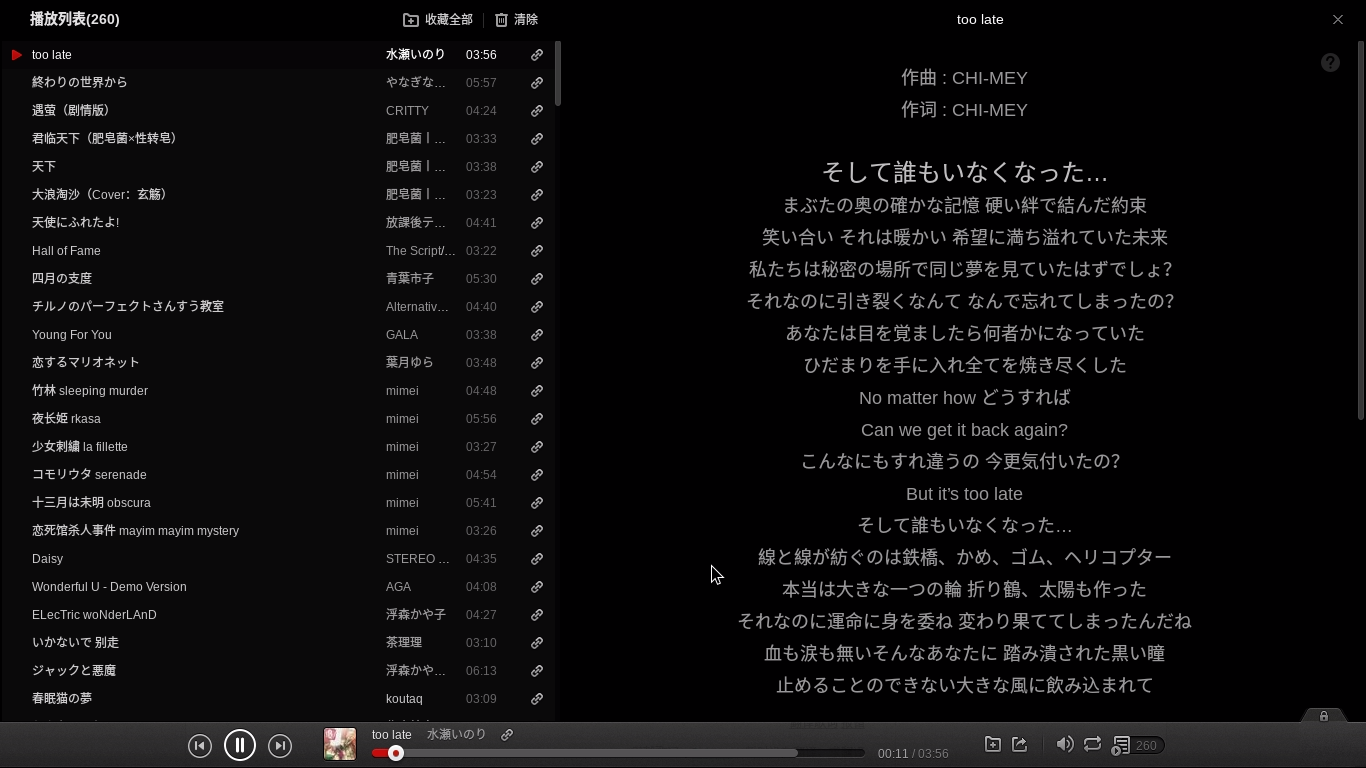 播放列表(260) 收藏全部 清除
too late 水瀬いのり 03:56
終わりの世界から やなぎな… 05:57
遇萤（剧情版） CRITTY 04:24
君临天下（肥皂菌×性转皂） 肥皂菌丨… 03:33
天下 肥皂菌丨… 03:38
大浪淘沙（Cover：玄觞） 肥皂菌丨… 03:23
天使にふれたよ! 放課後テ… 04:41
Hall of Fame The Script/… 03:22
四月の支度 青葉市子 05:30
チルノのパーフェクトさんすう教室 Alternativ… 04:40
Young For You GALA 03:38
恋するマリオネット 葉月ゆら 03:48
竹林 sleeping murder mimei 04:48
夜长姫 rkasa mimei 05:56
少女刺繍 la fillette mimei 03:27
コモリウタ serenade mimei 04:54
十三月は未明 obscura mimei 05:41
恋死馆杀人事件 mayim mayim mystery mimei 03:26
Daisy STEREO … 04:35
Wonderful U - Demo Version AGA 04:08
ELecTric woNderLAnD 浮森かや子 04:27
いかないで 别走 茶理理 03:10
ジャックと悪魔 浮森かや… 06:13
春眠猫の夢 koutaq 03:09
too late
作曲 : CHI-MEY
作词 : CHI-MEY
そして誰もいなくなった…
まぶたの奥の確かな記憶 硬い絆で結んだ約束
笑い合い それは暖かい 希望に満ち溢れていた未来
私たちは秘密の場所で同じ夢を見ていたはずでしょ?
それなのに引き裂くなんて なんで忘れてしまったの?
あなたは目を覚ましたら何者かになっていた
ひだまりを手に入れ全てを焼き尽くした
No matter how どうすれば
Can we get it back again?
こんなにもすれ違うの 今更気付いたの?
But it's too late
そして誰もいなくなった…
線と線が紡ぐのは鉄橋、かめ、ゴム、ヘリコプター
本当は大きな一つの輪 折り鶴、太陽も作った
それなのに運命に身を委ね 変わり果ててしまったんだね
血も涙も無いそんなあなたに 踏み潰された黒い瞳
止めることのできない大きな風に飲み込まれて
too late 水瀬いのり
00:11 / 03:56
260